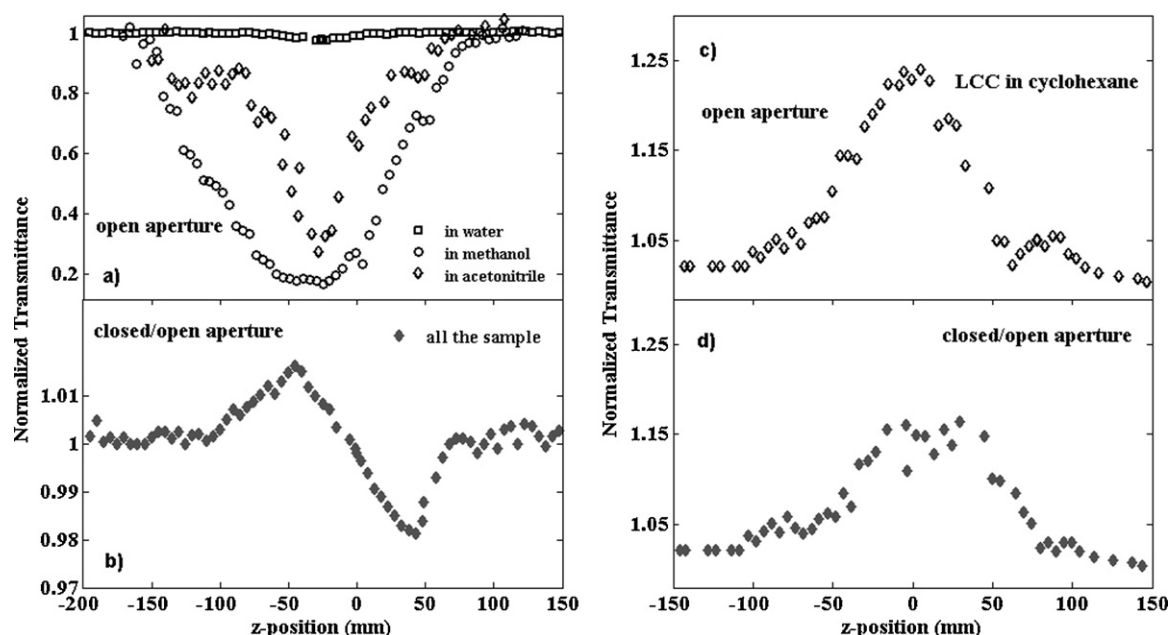 1
0.8
0.6
0.4
0.2
Normalized Transmittance
open aperture
a)
in water
in methanol
in acetonitrile
closed/open aperture
all the sample
1.01
1
0.99
0.98
0.97
b)
-200 -150 -100 -50 0 50 100 150
z-position (mm)
c)
1.25
1.15
1.05
Normalized Transmittance
open aperture
LCC in cyclohexane
d)
closed/open aperture
1.25
1.15
1.05
-150 -100 -50 0 50 100 150
z-position (mm)